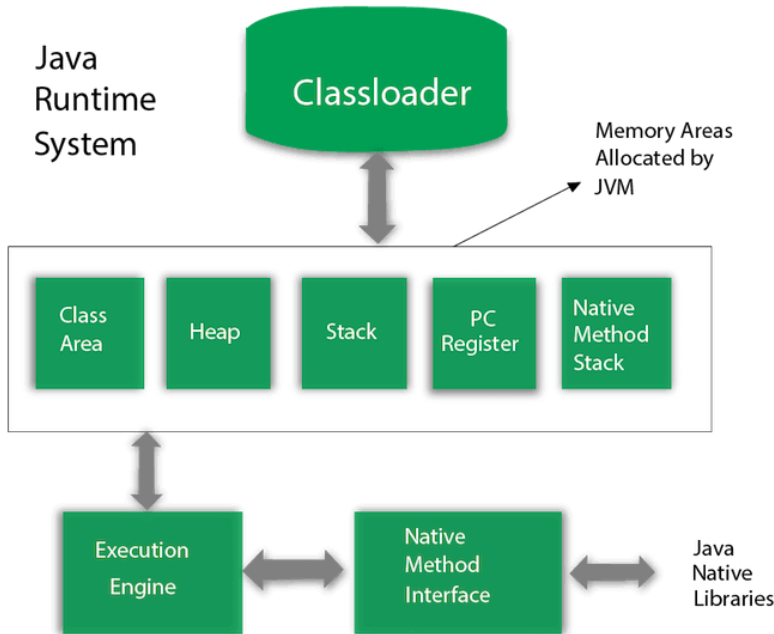 Java
Runtime
System
Classloader
Memory Areas
Allocated by
JVM
Class
Area
Heap
Stack
PC
Register
Native
Method
Stack
Execution
Engine
Native
Method
Interface
Java
Native
Libraries